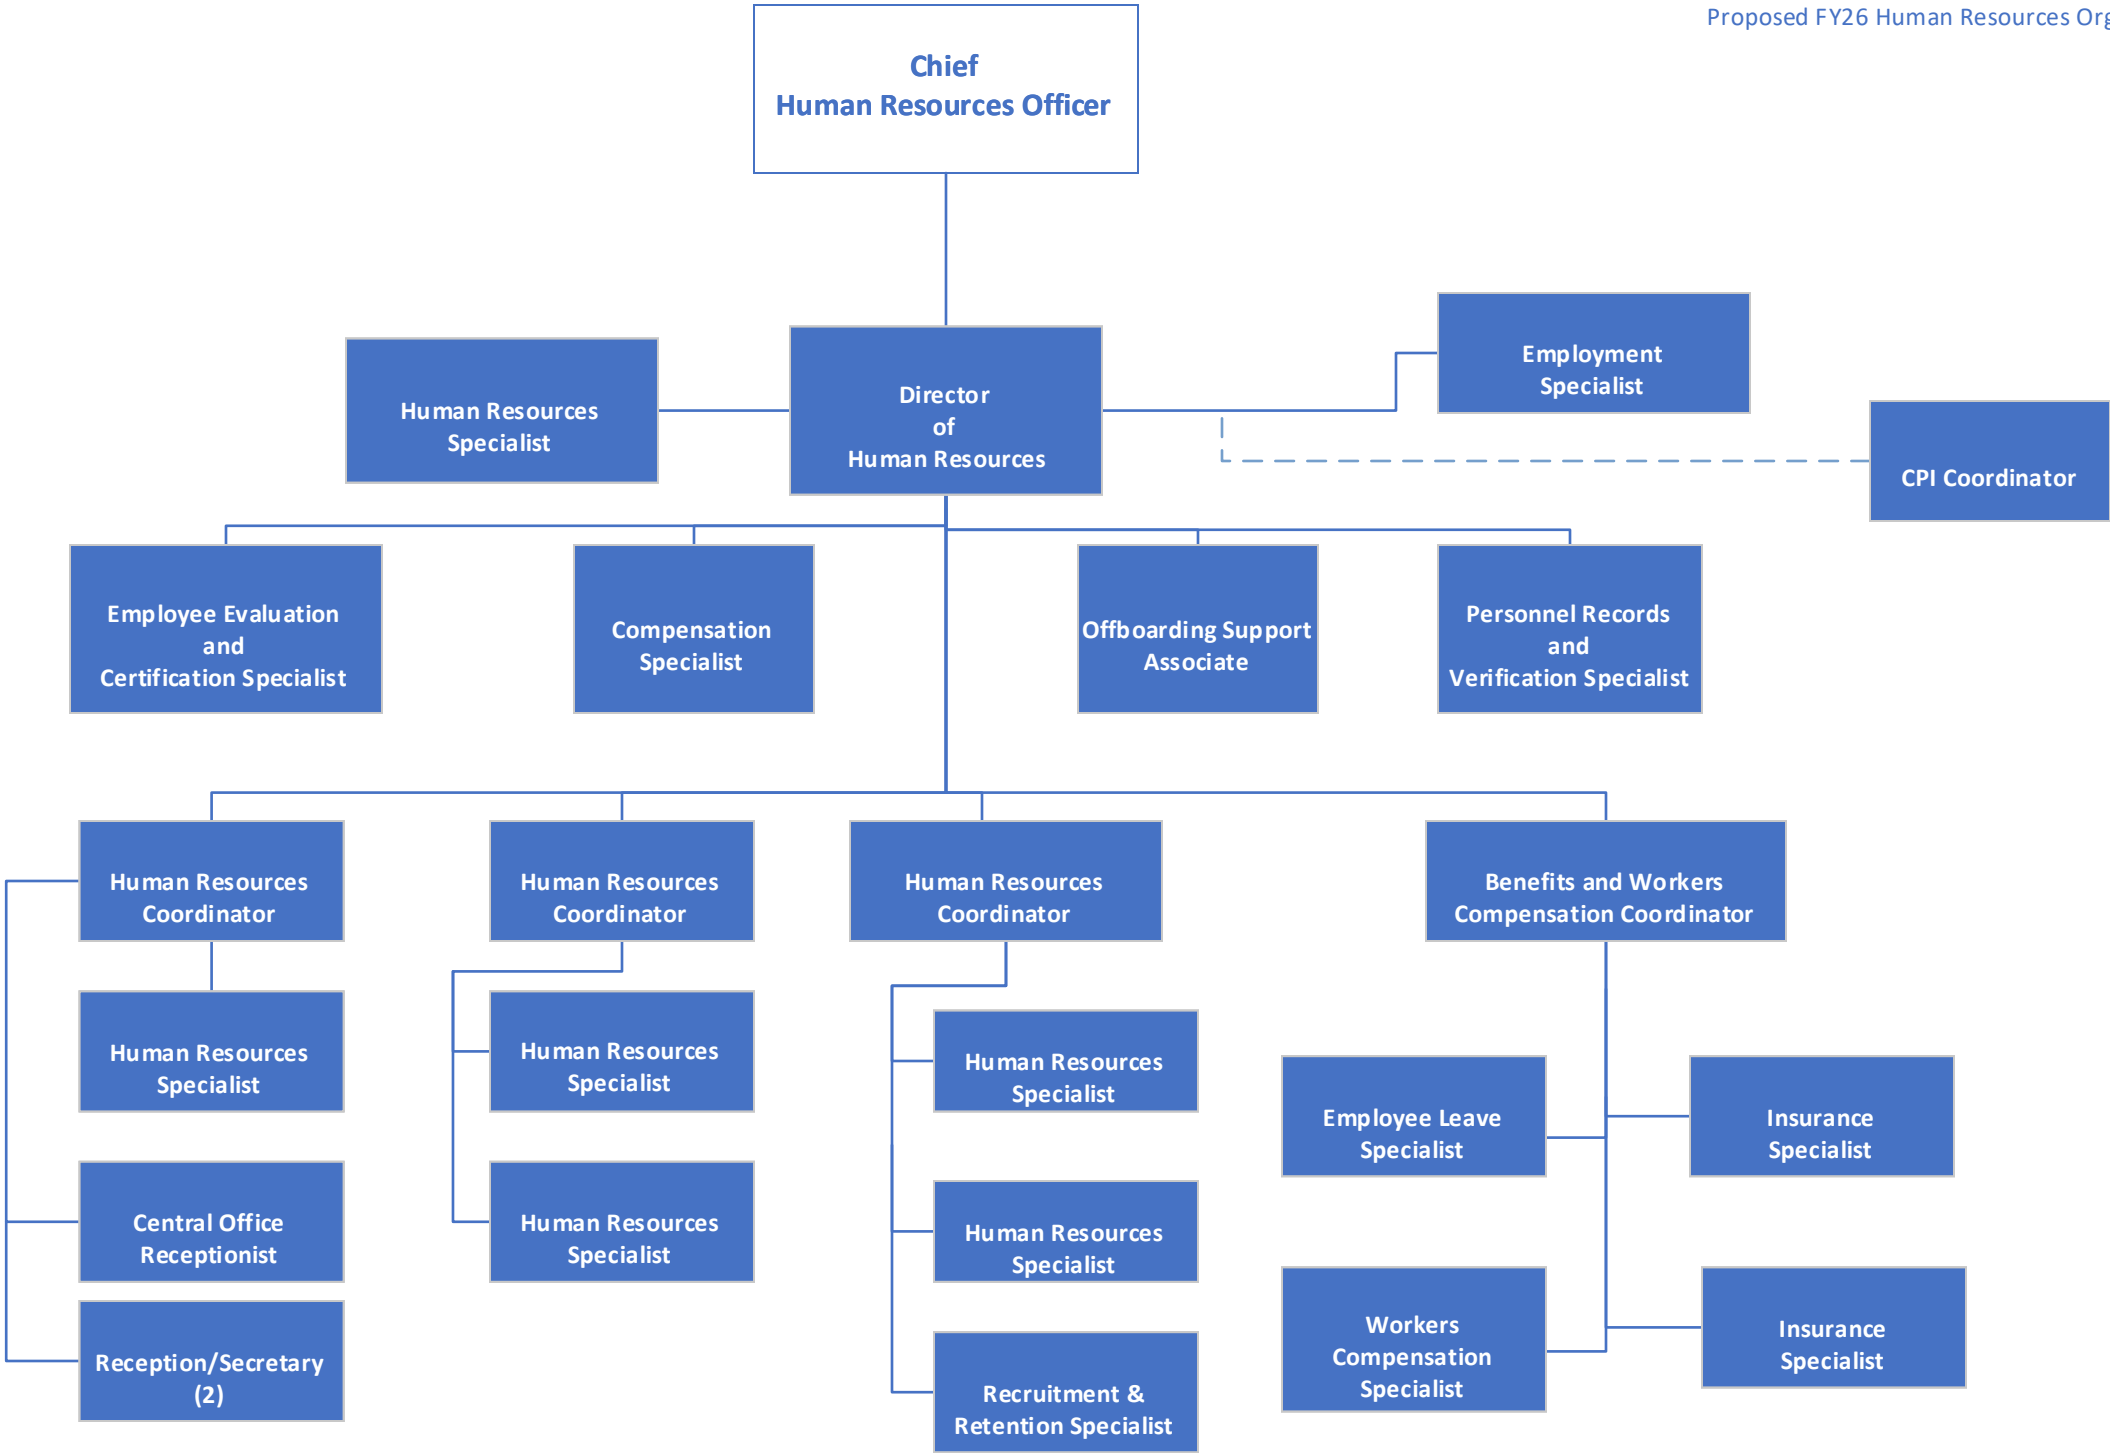 Proposed FY26 Human Resources Org
Chief
Human Resources Officer
Employment
Specialist
Human Resources
Specialist
Director
of
Human Resources
CPI Coordinator
Employee Evaluation
and
Certification Specialist
Compensation
Specialist
Offboarding Support
Associate
Personnel Records
and
Verification Specialist
Human Resources
Coordinator
Human Resources
Coordinator
Human Resources
Coordinator
Benefits and Workers
Compensation Coordinator
Human Resources
Specialist
Human Resources
Specialist
Human Resources
Specialist
Employee Leave
Specialist
Insurance
Specialist
Central Office
Receptionist
Human Resources
Specialist
Human Resources
Specialist
Workers
Compensation
Specialist
Insurance
Specialist
Reception/Secretary
(2)
Recruitment &
Retention Specialist